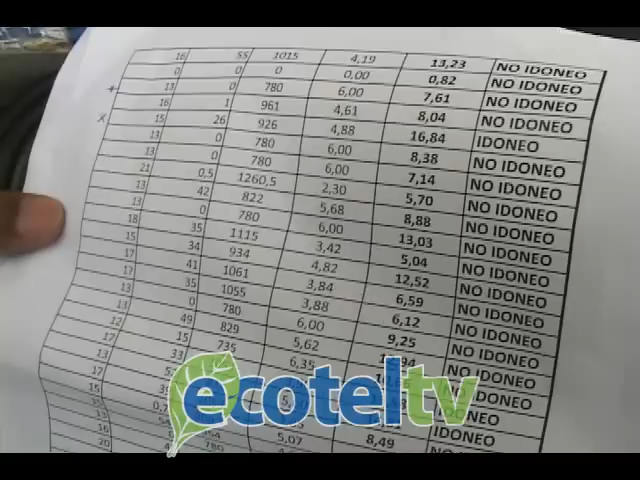 16 55 1015 4,19 13,23 NO IDONEO
0 0 0 0,00 0,82 NO IDONEO
13 0 780 6,00 7,61 NO IDONEO
16 1 961 4,61 8,04 NO IDONEO
15 26 926 4,88 16,84 IDONEO
13 0 780 6,00 8,38 NO IDONEO
13 0 780 6,00 7,14 NO IDONEO
21 0,5 1260,5 2,30 5,70 NO IDONEO
13 42 822 5,68 8,88 NO IDONEO
13 0 780 6,00 13,03 NO IDONEO
18 35 1115 3,42 5,04 NO IDONEO
15 34 934 4,82 12,52 NO IDONEO
17 41 1061 3,84 6,59 NO IDONEO
17 35 1055 3,88 6,12 NO IDONEO
13 0 780 6,00 9,25 NO IDONEO
13 49 829 5,62 NO IDONEO
12 15 735 6,35 NO IDONEO
17 33 IDONEO
13 IDONEO
17 8,49
ecoteltv
15
15
13 5,07
16
20 780